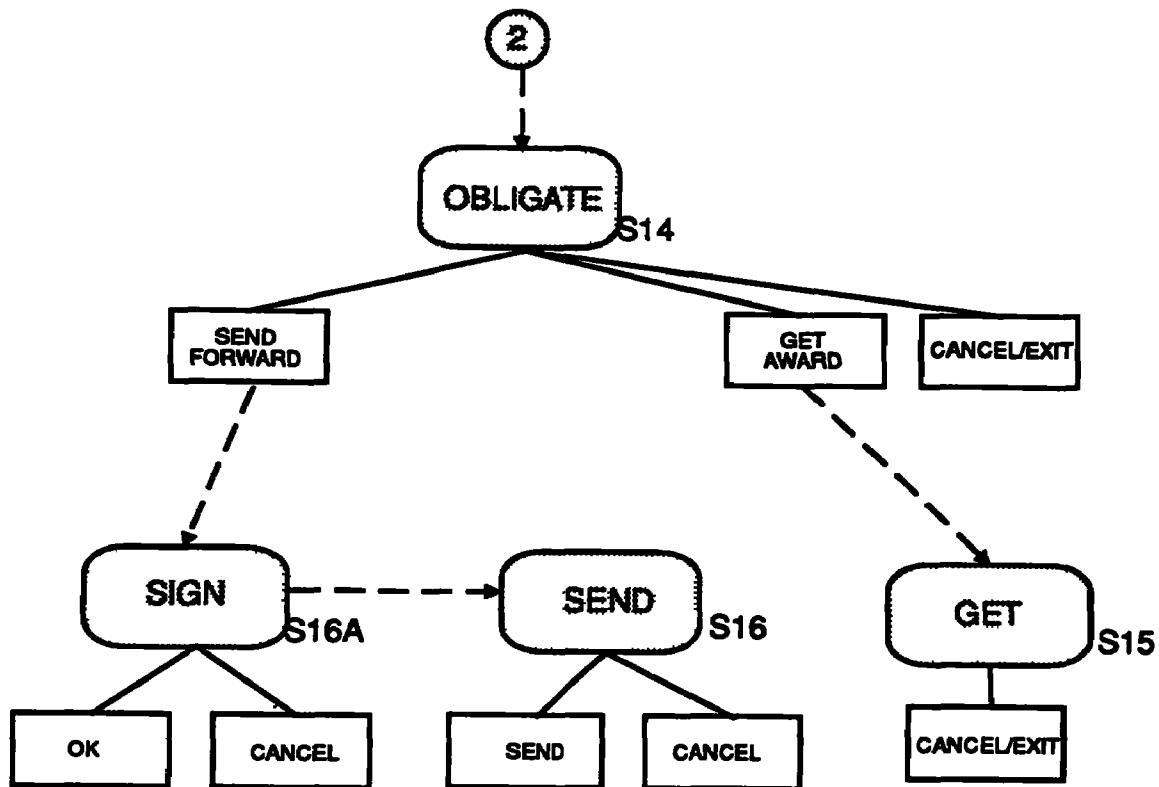 2
OBLIGATE
S14
SEND
FORWARD
GET
AWARD
CANCEL/EXIT
SIGN
S16A
SEND
S16
GET
S15
OK
CANCEL
SEND
CANCEL
CANCEL/EXIT